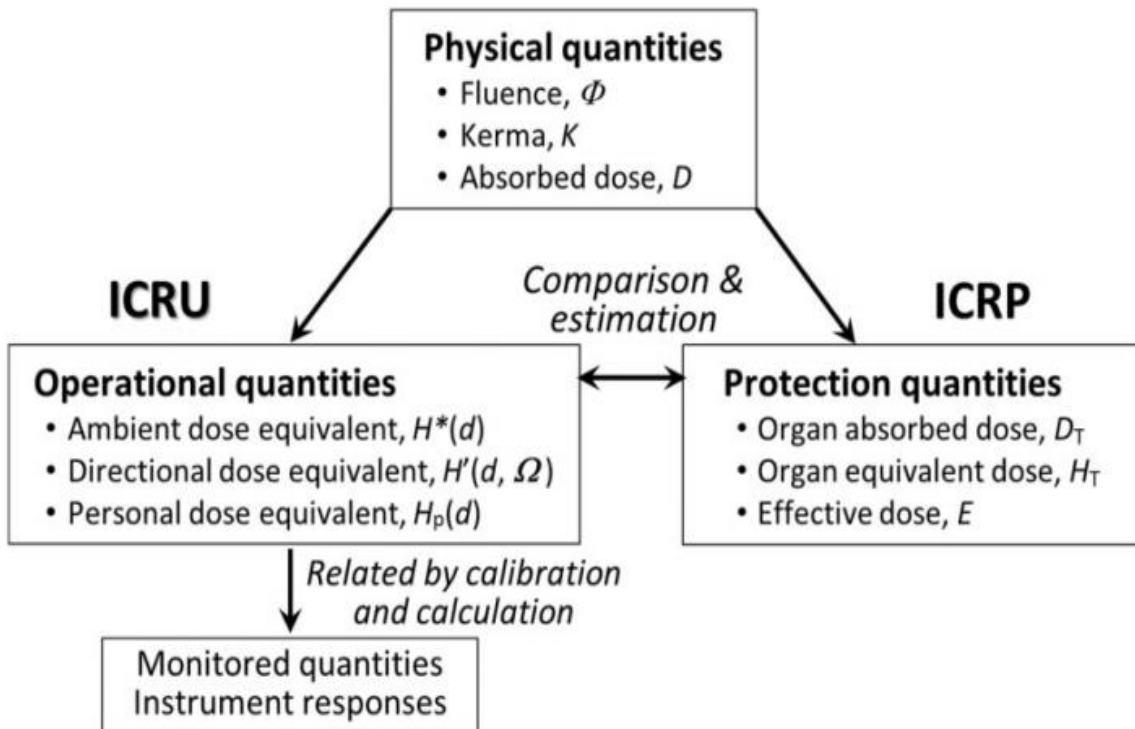 Physical quantities
• Fluence, Φ
• Kerma, K
• Absorbed dose, D
ICRU
Comparison &
estimation
ICRP
Operational quantities
• Ambient dose equivalent, H*(d)
• Directional dose equivalent, H'(d, Ω)
• Personal dose equivalent, Hₚ(d)
Protection quantities
• Organ absorbed dose, D_T
• Organ equivalent dose, H_T
• Effective dose, E
Related by calibration
and calculation
Monitored quantities
Instrument responses